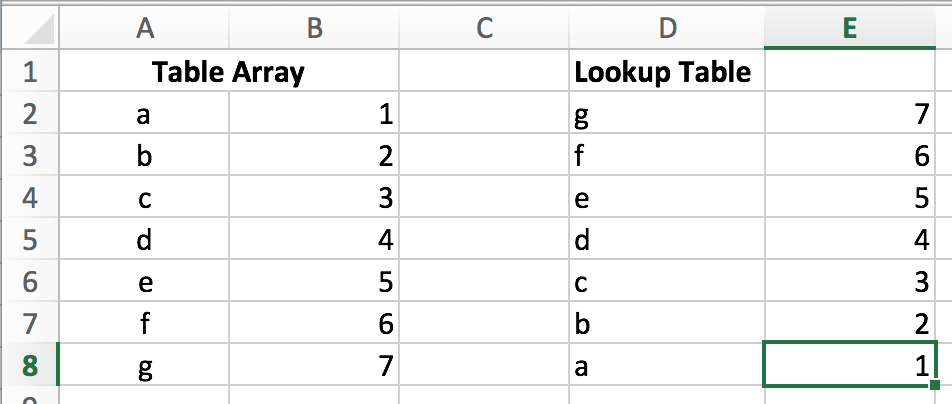 A B C D E
1 Table Array Lookup Table
2 a 1 g 7
3 b 2 f 6
4 c 3 e 5
5 d 4 d 4
6 e 5 c 3
7 f 6 b 2
8 g 7 a 1